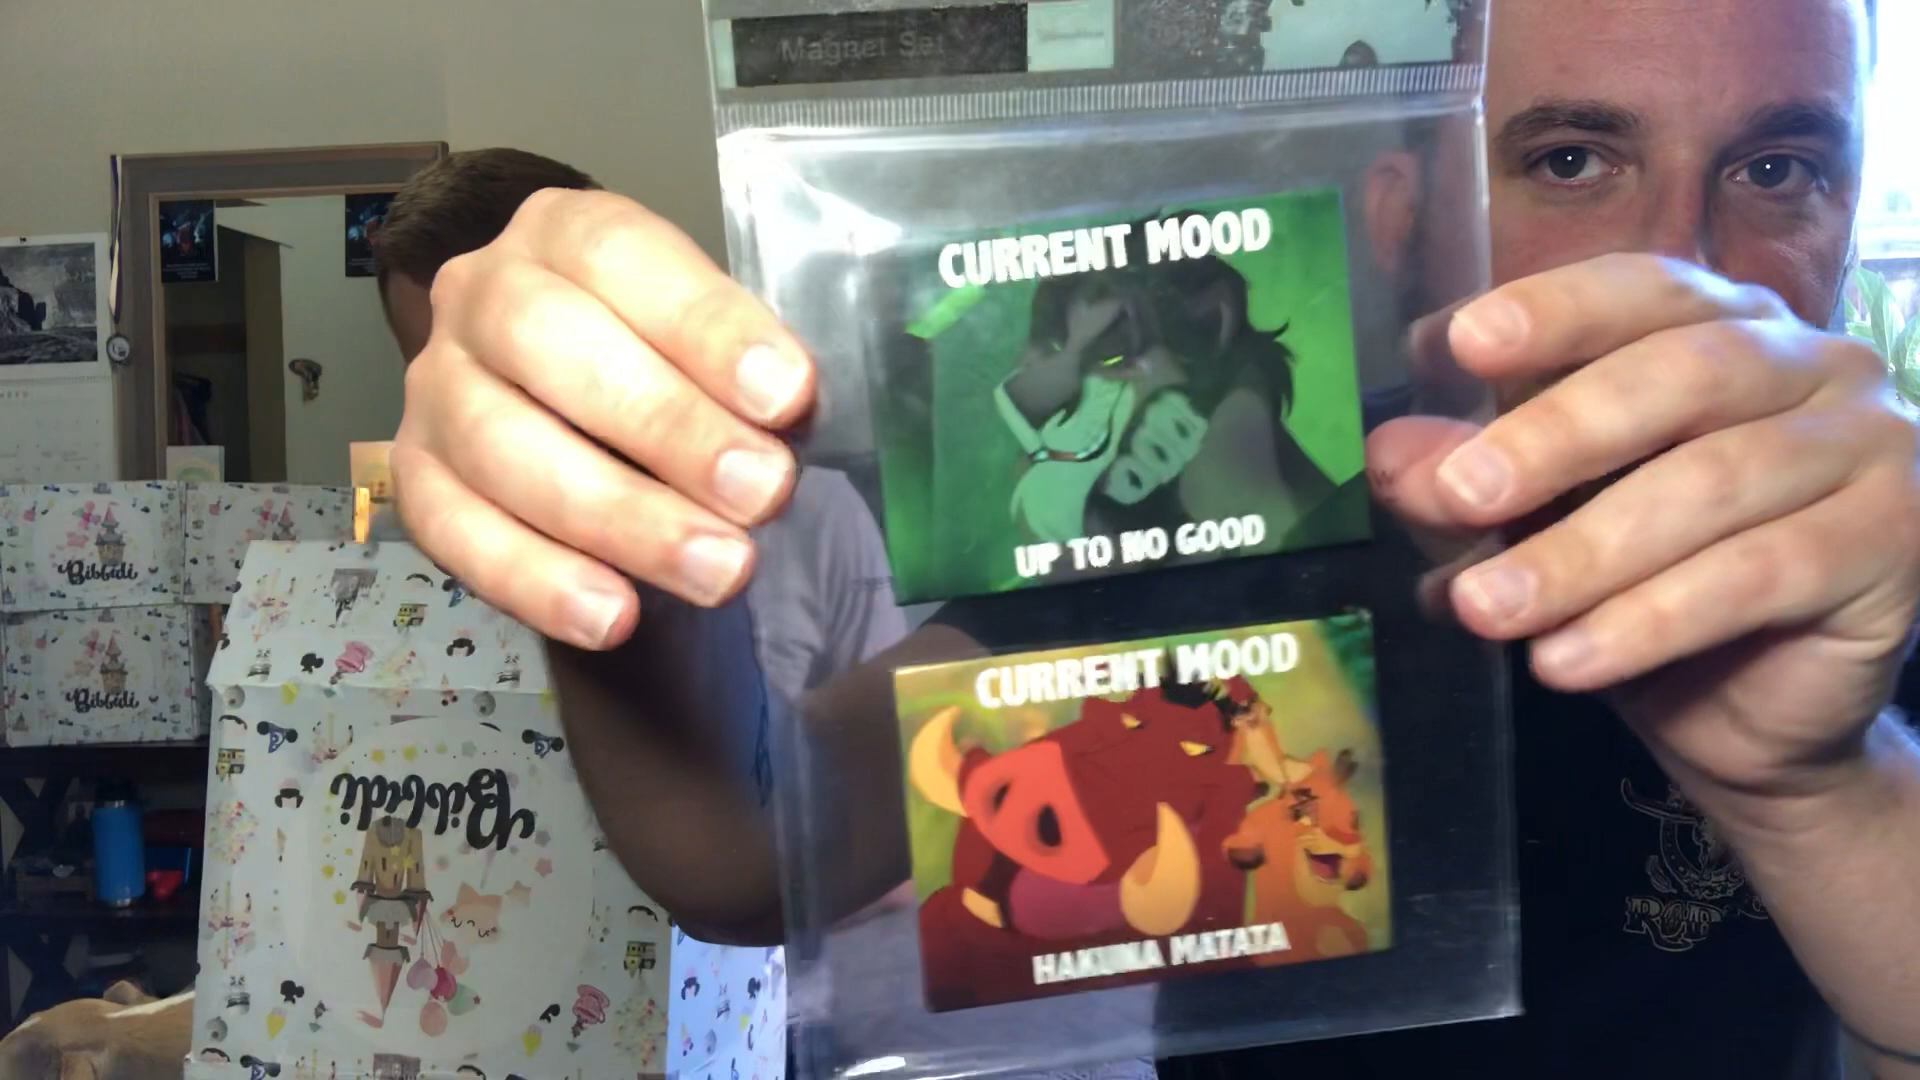 Magnet Set
CURRENT MOOD
UP TO NO GOOD
CURRENT MOOD
HAKUNA MATATA
Bibbidi
Bibbidi
Bibbidi